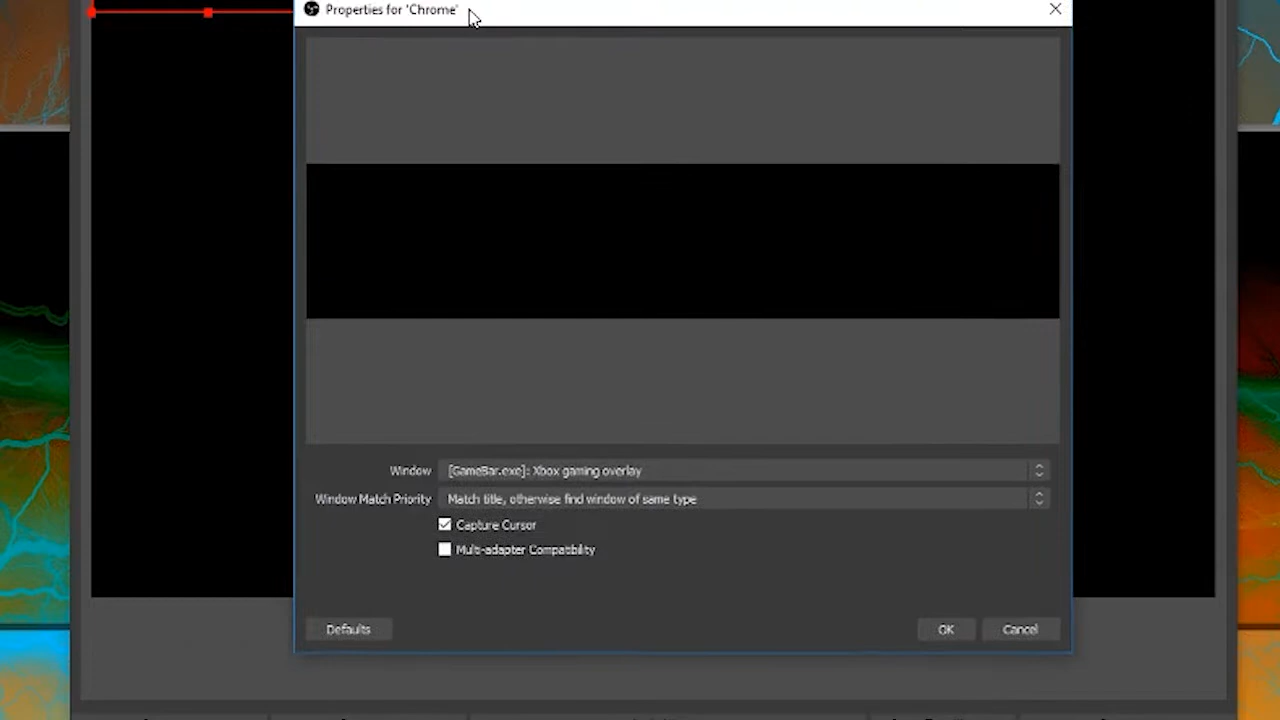 Properties for 'Chrome'
Window [GameBar.exe]: Xbox gaming overlay
Window Match Priority Match title, otherwise find window of same type
Capture Cursor
Multi-adapter Compatibility
Defaults OK Cancel